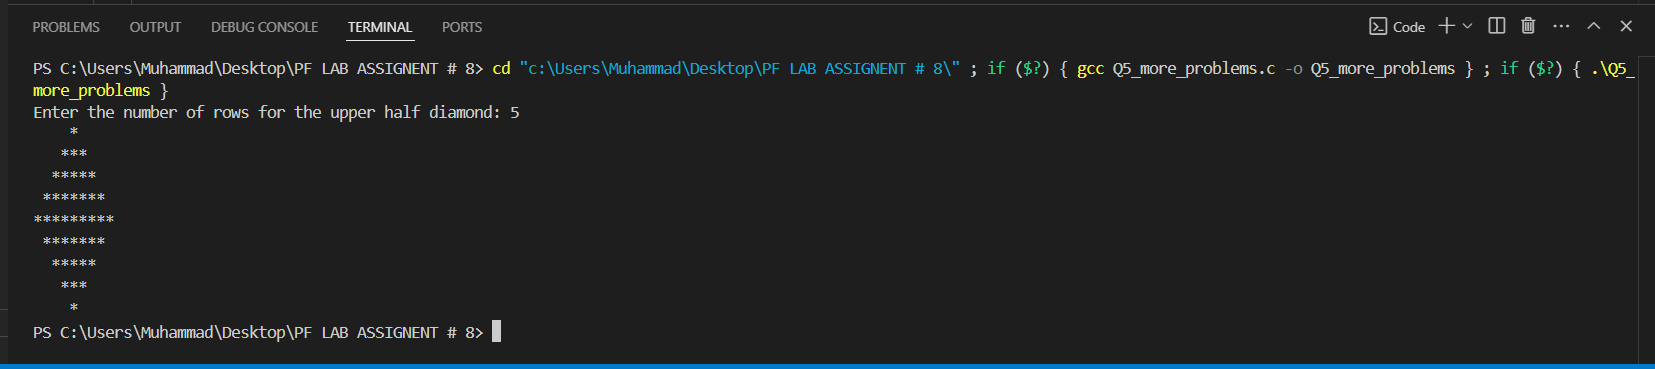 PROBLEMS OUTPUT DEBUG CONSOLE TERMINAL PORTS Code
PS C:\Users\Muhammad\Desktop\PF LAB ASSIGNENT # 8> cd "c:\Users\Muhammad\Desktop\PF LAB ASSIGNENT # 8\" ; if ($?) { gcc Q5_more_problems.c -o Q5_more_problems } ; if ($?) { .\Q5_
more_problems }
Enter the number of rows for the upper half diamond: 5
    *
   ***
  *****
 *******
*********
 *******
  *****
   ***
    *
PS C:\Users\Muhammad\Desktop\PF LAB ASSIGNENT # 8>